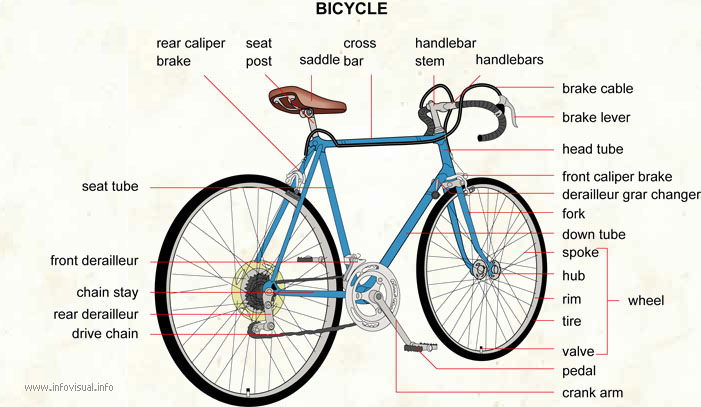 BICYCLE
rear caliper
brake
seat
post
saddle
cross
bar
handlebar
stem
handlebars
brake cable
brake lever
head tube
front caliper brake
derailleur grar changer
fork
down tube
spoke
hub
rim
wheel
tire
valve
pedal
crank arm
seat tube
front derailleur
chain stay
rear derailleur
drive chain
www.infovisual.info